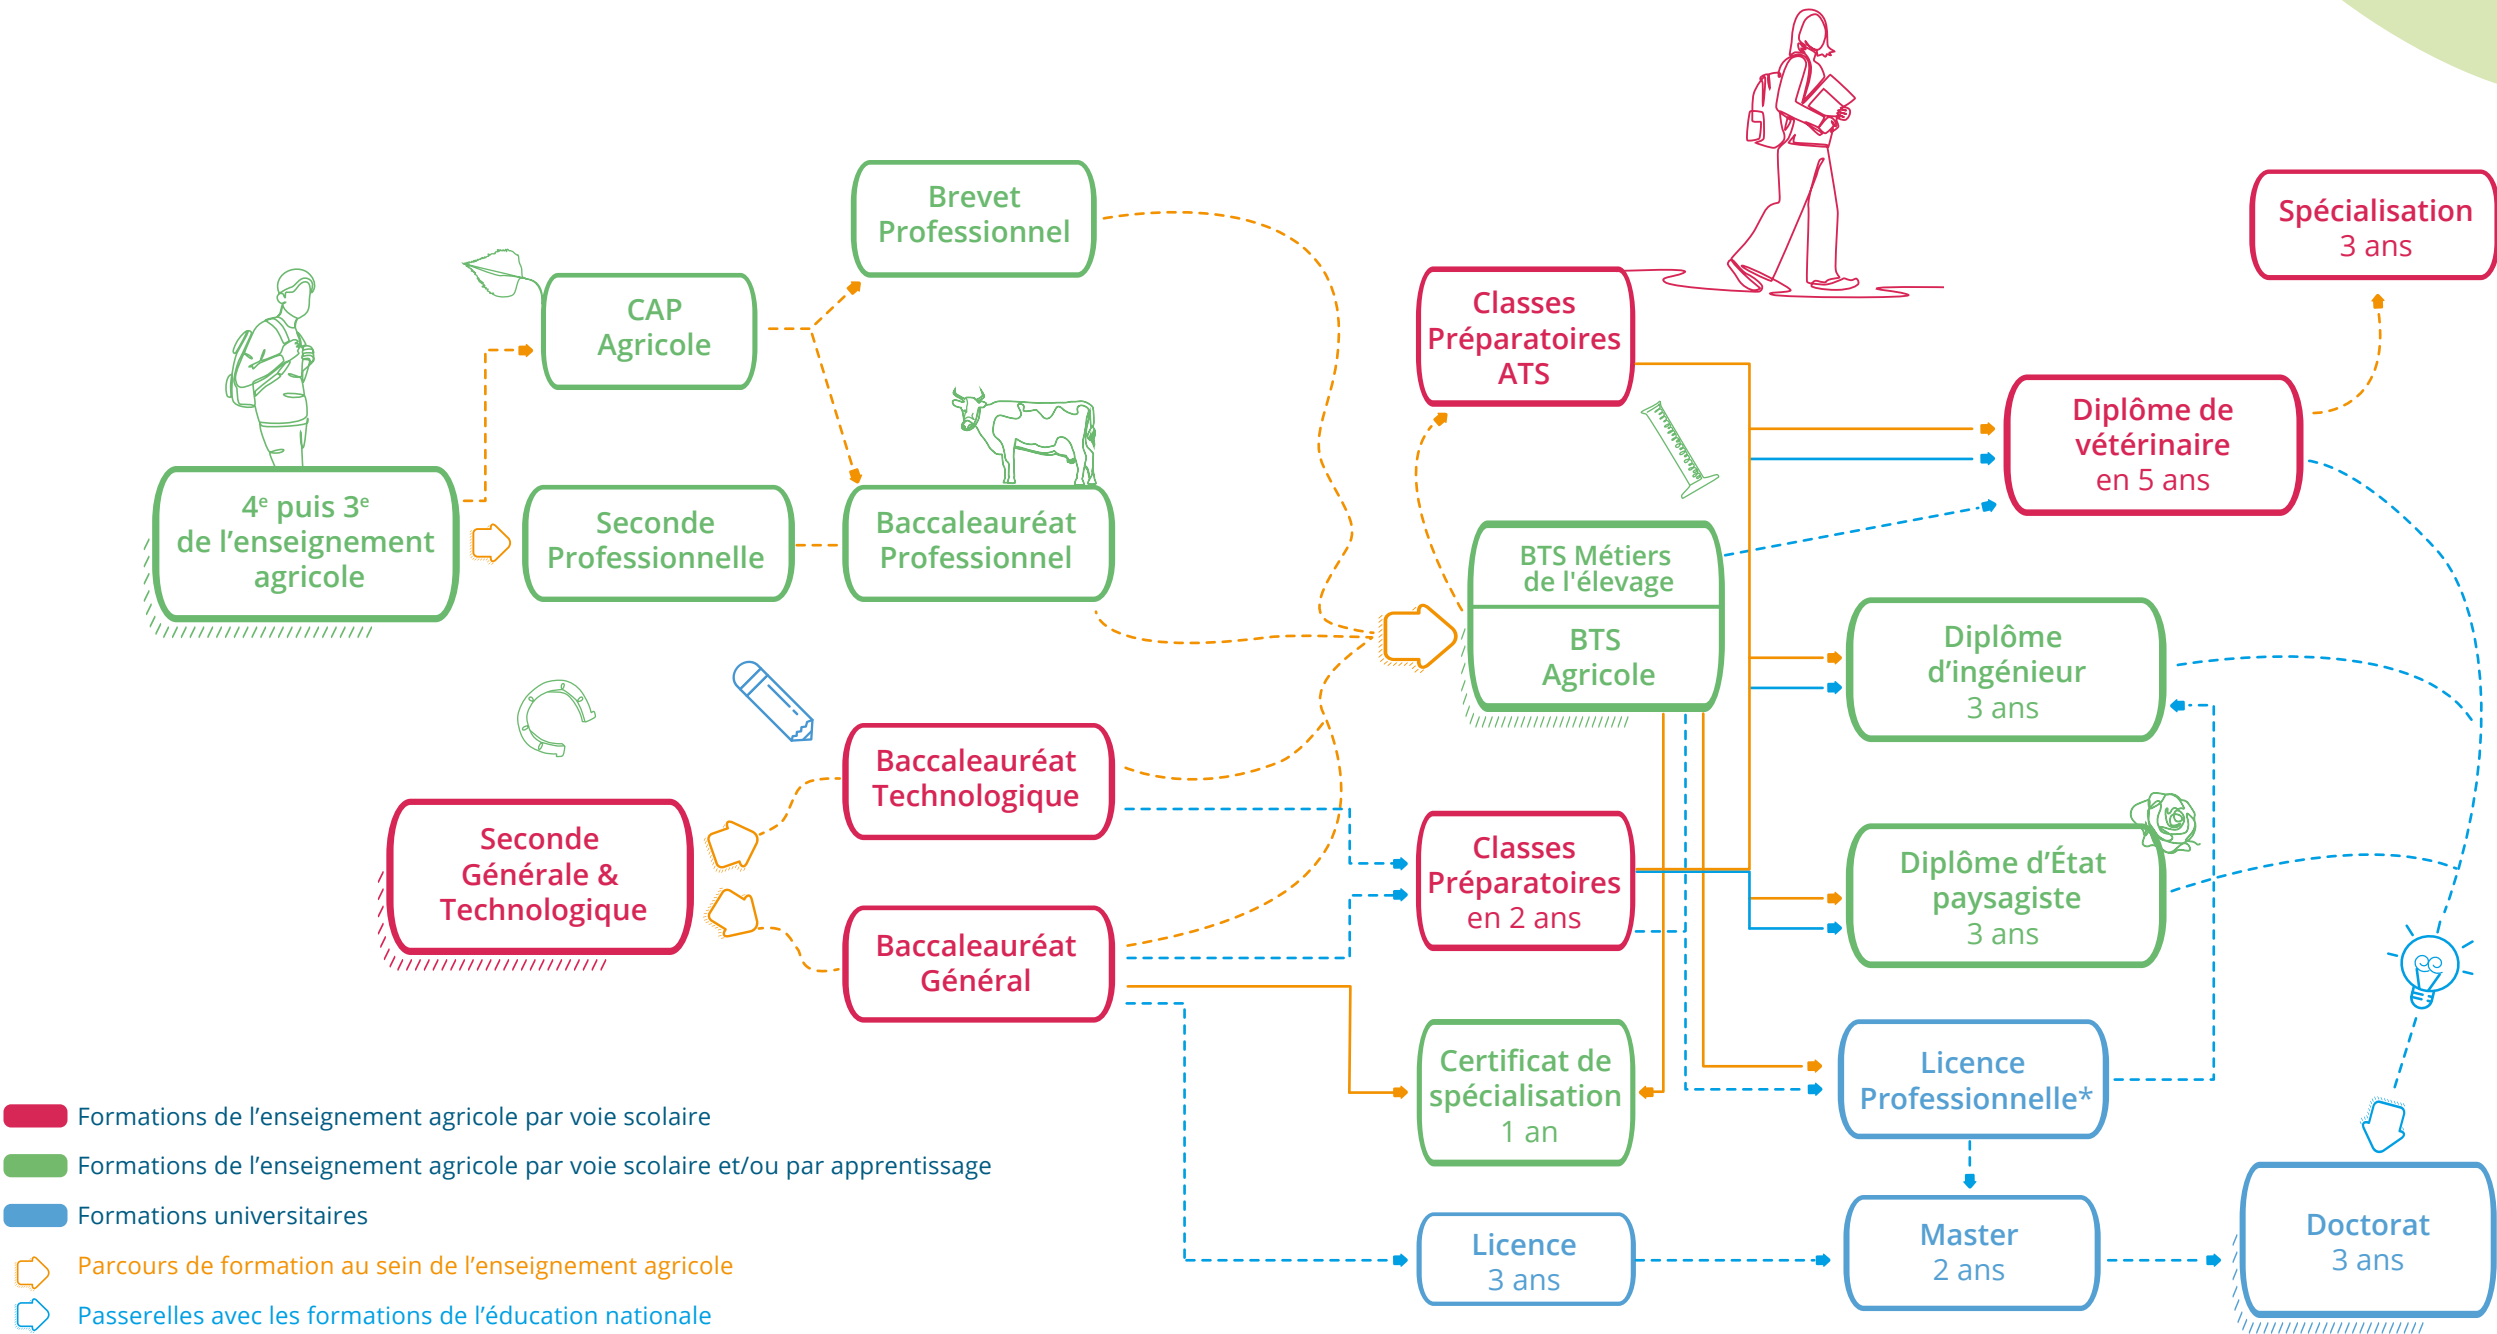 Brevet
Professionnel
CAP
Agricole
4e puis 3e
de l’enseignement
agricole
Seconde
Professionnelle
Baccaleauréat
Professionnel
Seconde
Générale &
Technologique
Baccaleauréat
Technologique
Baccaleauréat
Général
Classes
Préparatoires
ATS
BTS Métiers
de l'élevage
BTS
Agricole
Classes
Préparatoires
en 2 ans
Certificat de
spécialisation
1 an
Licence
3 ans
Spécialisation
3 ans
Diplôme de
vétérinaire
en 5 ans
Diplôme
d’ingénieur
3 ans
Diplôme d’État
paysagiste
3 ans
Licence
Professionnelle*
Master
2 ans
Doctorat
3 ans
Formations de l’enseignement agricole par voie scolaire
Formations de l’enseignement agricole par voie scolaire et/ou par apprentissage
Formations universitaires
Parcours de formation au sein de l’enseignement agricole
Passerelles avec les formations de l’éducation nationale